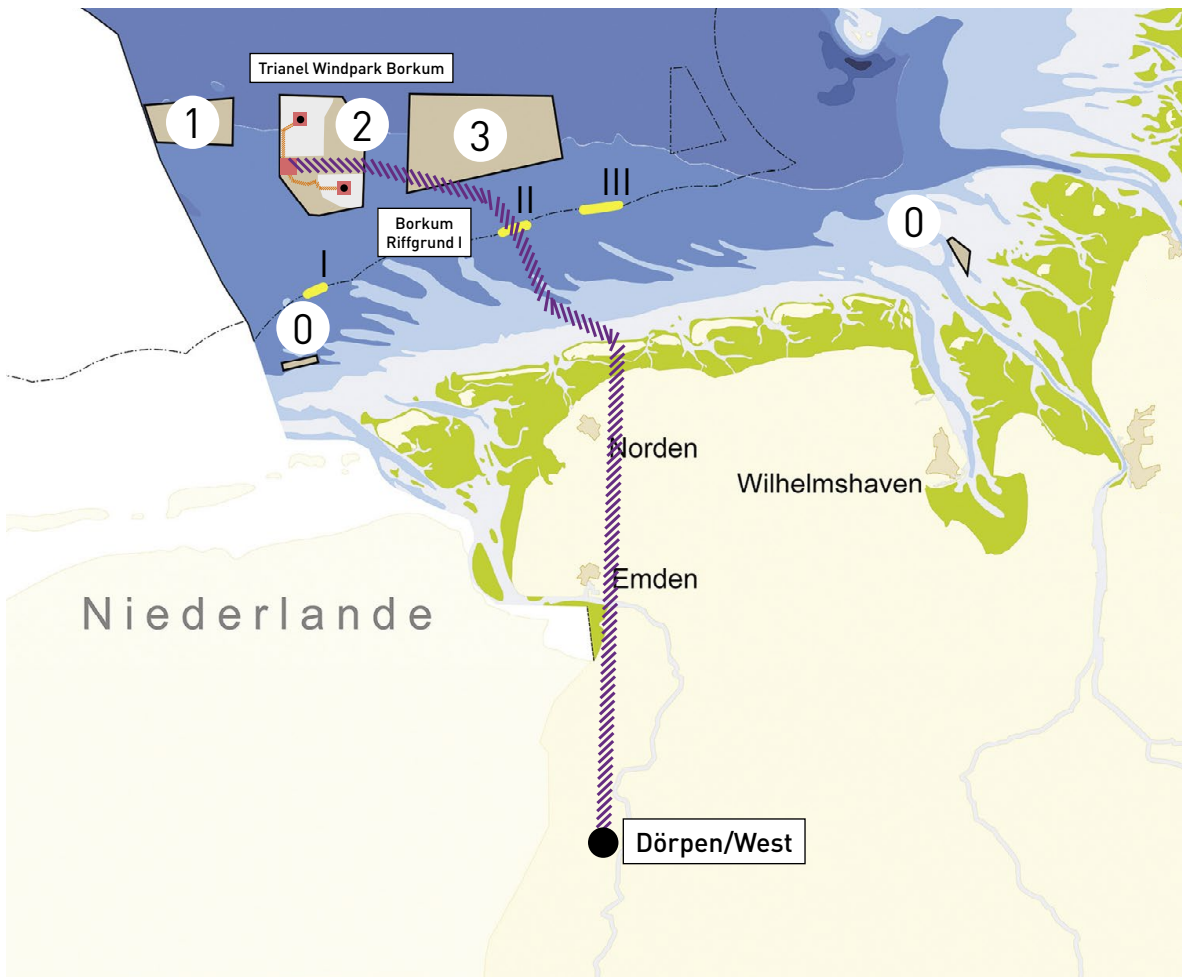 Trianel Windpark Borkum
1
2
3
III
II
0
Borkum
Riffgrund I
I
0
Norden
Wilhelmshaven
Emden
Niederlande
Dörpen/West